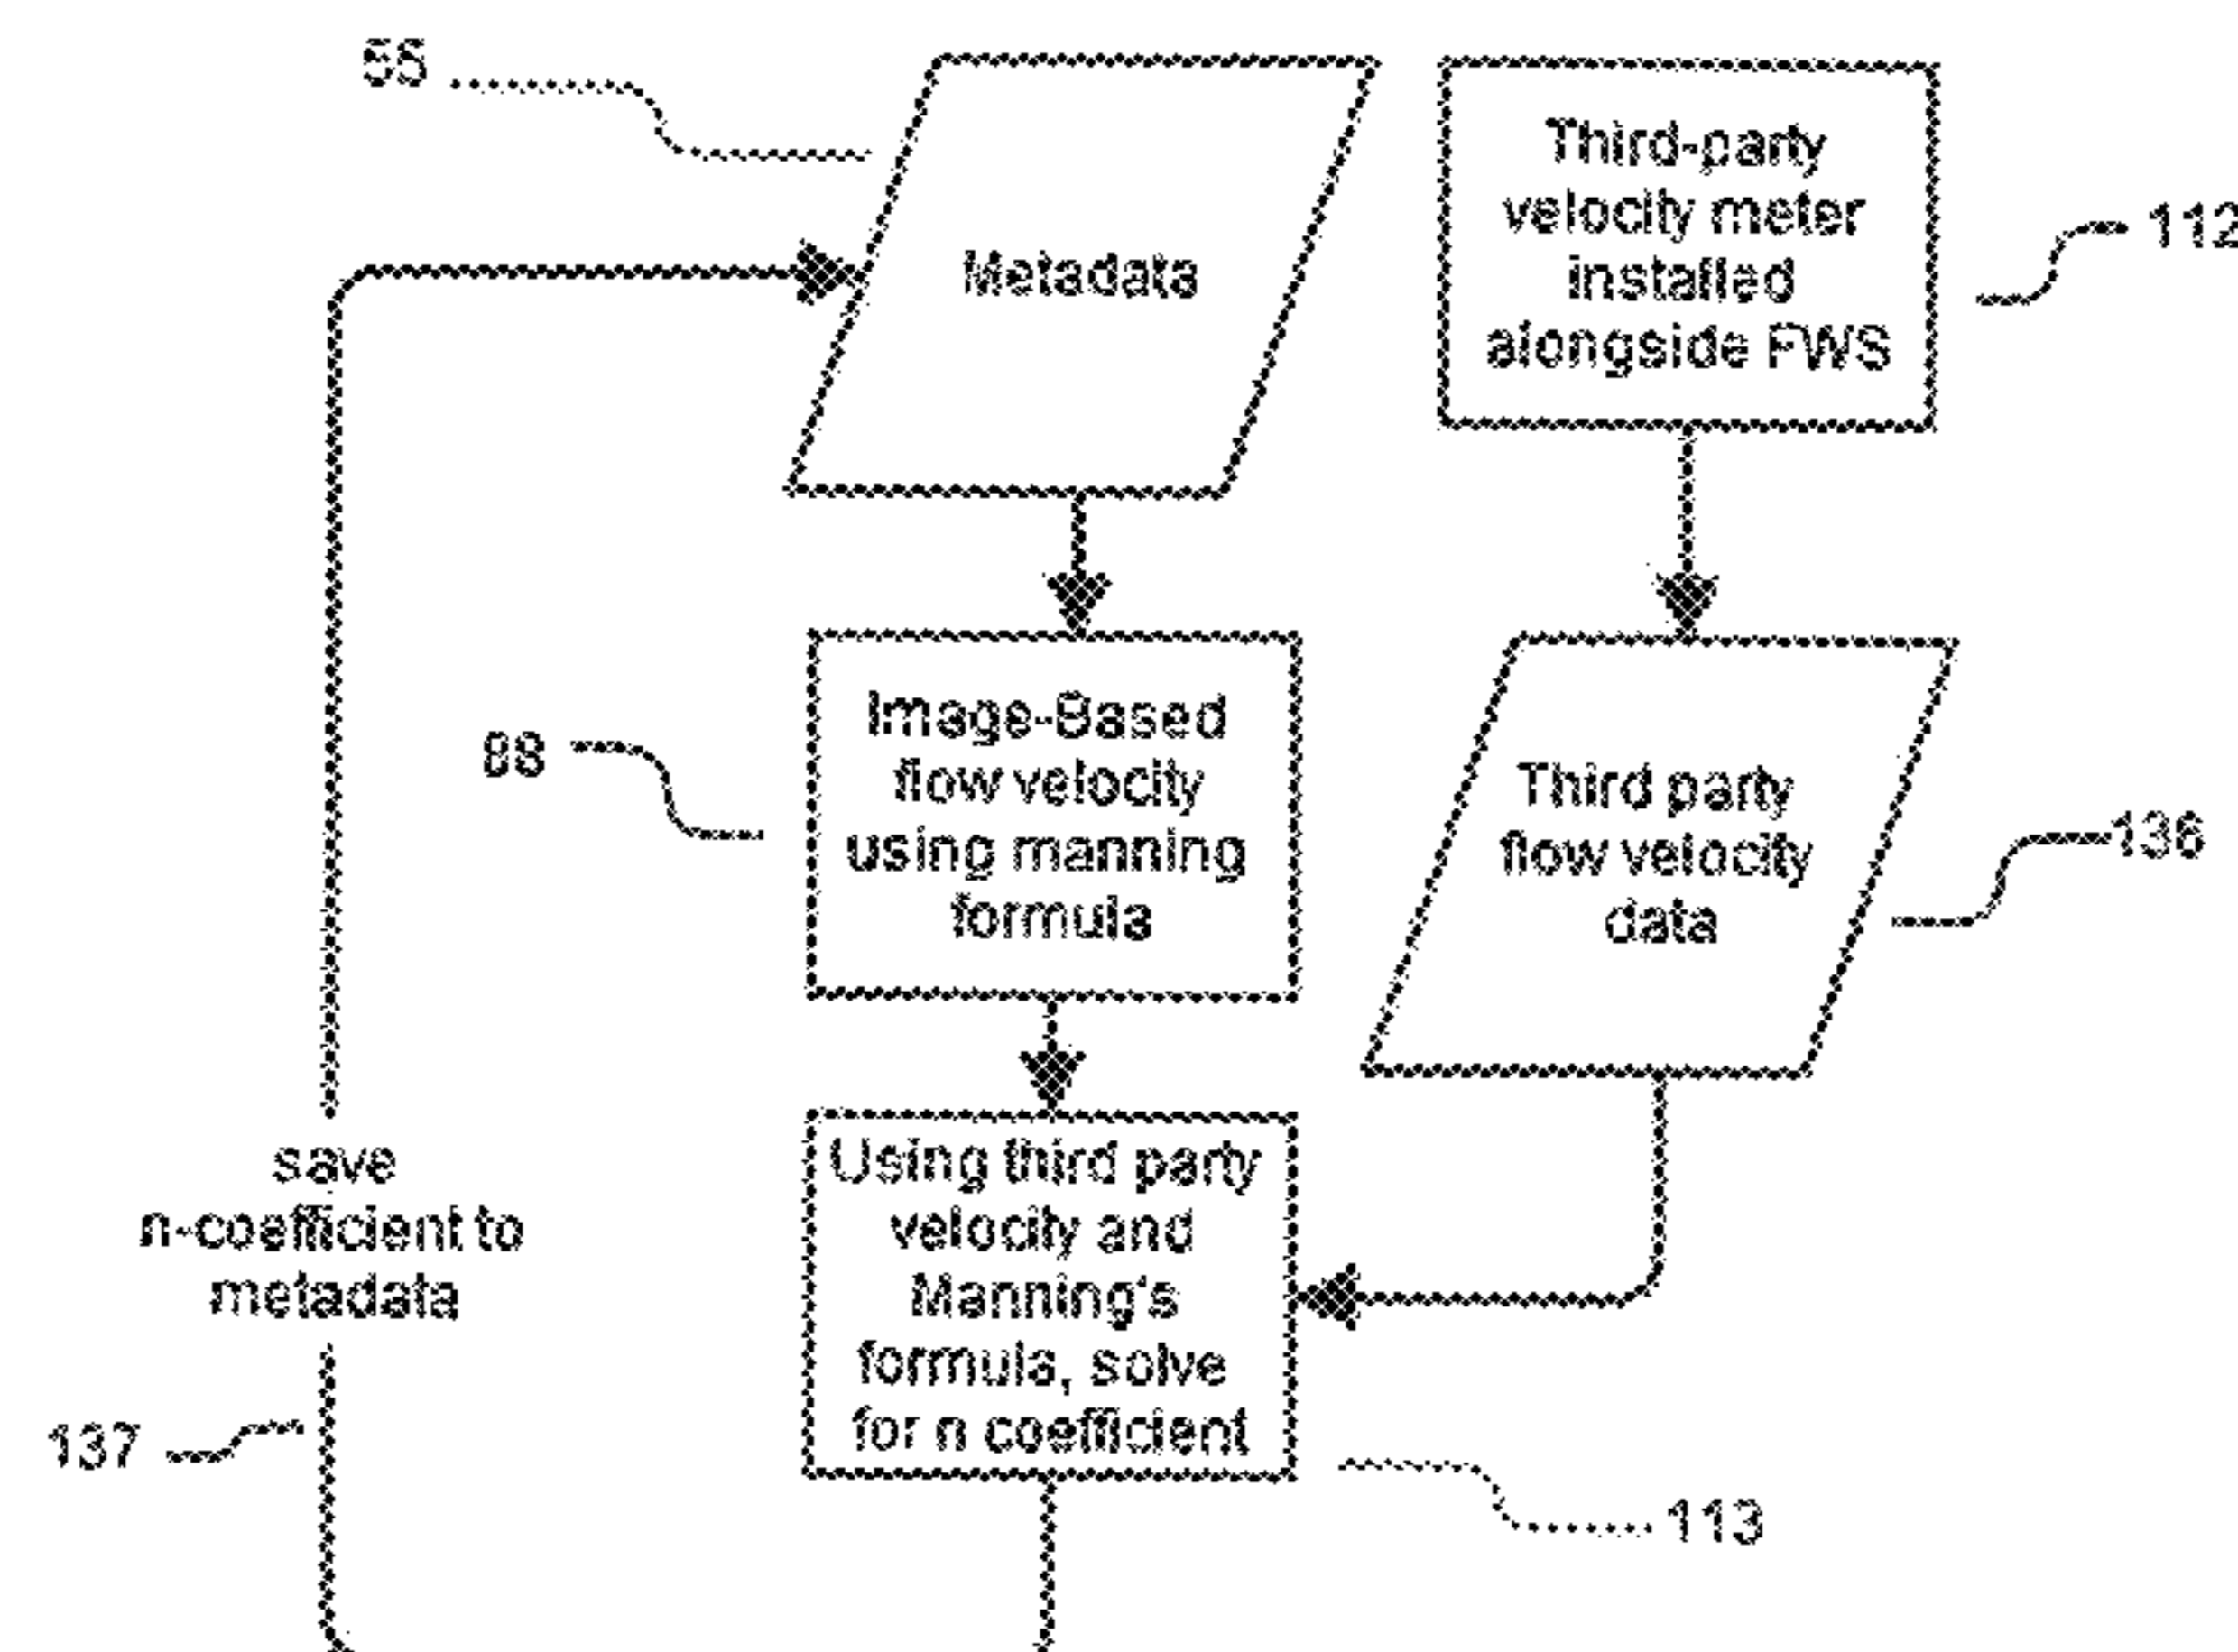 55
Metadata
Third-party
velocity meter
installed
alongside FWS
112
88
Image-Based
flow velocity
using manning
formula
Third party
flow velocity
data
136
save
n-coefficient to
metadata
137
Using third party
velocity and
Manning's
formula, solve
for n coefficient
113